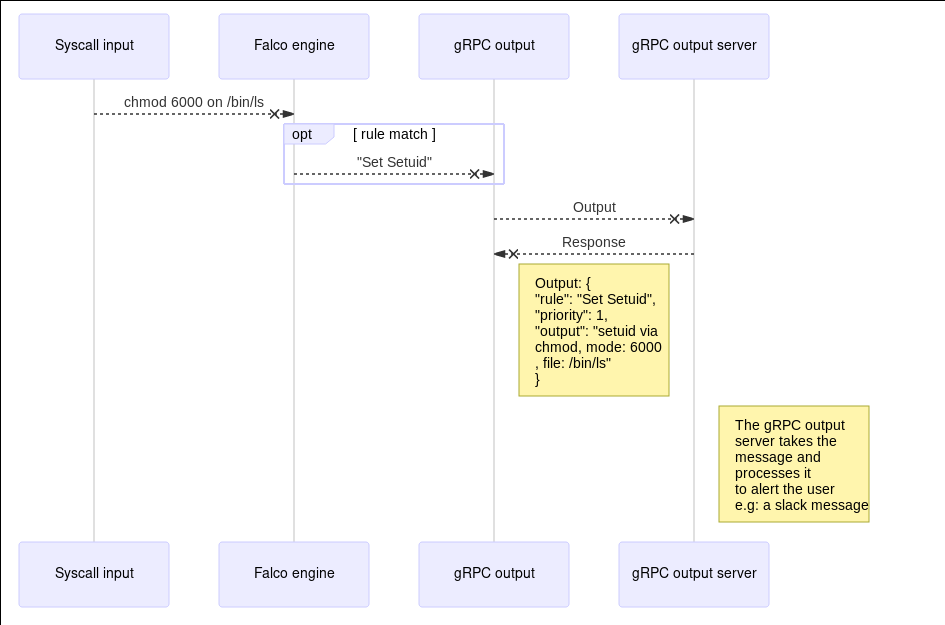 Syscall input
Falco engine
gRPC output
gRPC output server
chmod 6000 on /bin/ls
opt
[ rule match ]
"Set Setuid"
Output
Response
Output: {
"rule": "Set Setuid",
"priority": 1,
"output": "setuid via
chmod, mode: 6000
, file: /bin/ls"
}
The gRPC output
server takes the
message and
processes it
to alert the user
e.g: a slack message
Syscall input
Falco engine
gRPC output
gRPC output server